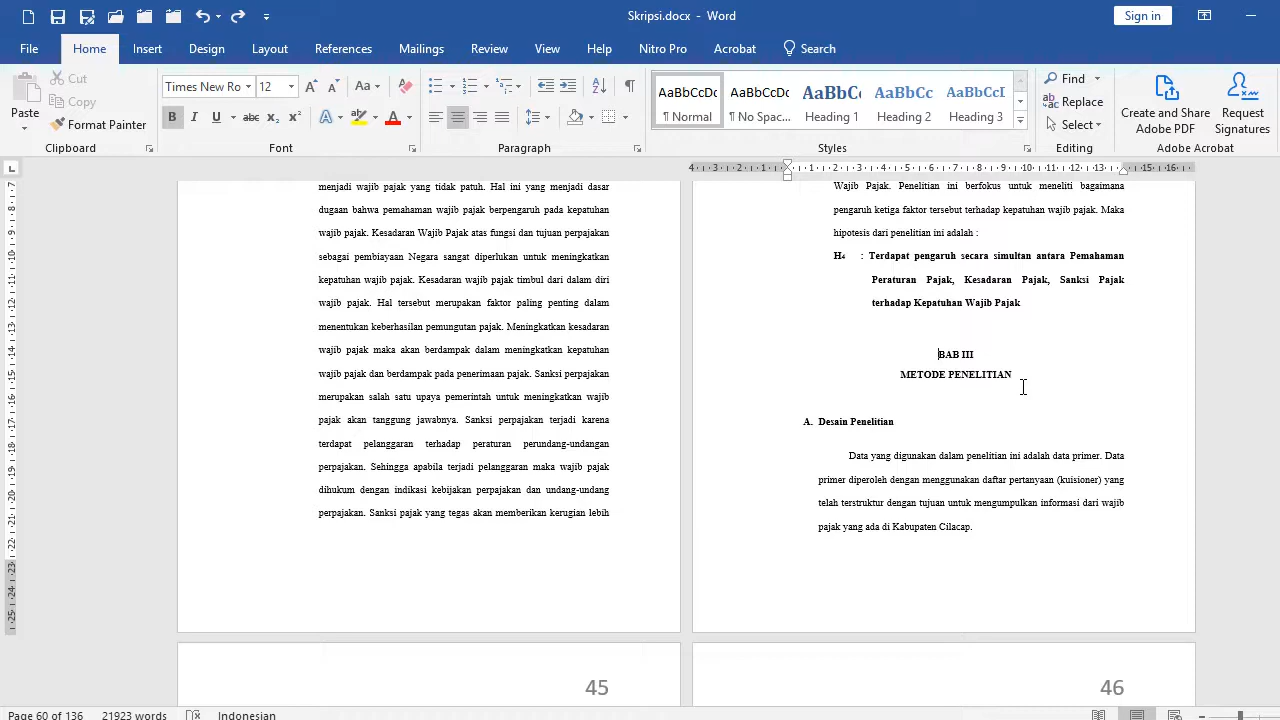 Skripsi.docx - Word
Sign in
File Home Insert Design Layout References Mailings Review View Help Nitro Pro Acrobat Search
Cut
Copy
Paste
Format Painter
Clipboard
Times New Ro 12
Font
Paragraph
AaBbCcDc AaBbCcDc AaBbC AaBbCc AaBbCcD
¶ Normal ¶ No Spac... Heading 1 Heading 2 Heading 3
Styles
Find
Replace
Select
Editing
Create and Share Adobe PDF
Request Signatures
Adobe Acrobat
menjadi wajib pajak yang tidak patuh. Hal ini yang menjadi dasar
dugaan bahwa pemahaman wajib pajak berpengaruh pada kepatuhan
wajib pajak. Kesadaran Wajib Pajak atas fungsi dan tujuan perpajakan
sebagai pembiayaan Negara sangat diperlukan untuk meningkatkan
kepatuhan wajib pajak. Kesadaran wajib pajak timbul dari dalam diri
wajib pajak. Hal tersebut merupakan faktor paling penting dalam
menentukan keberhasilan pemungutan pajak. Meningkatkan kesadaran
wajib pajak maka akan berdampak dalam meningkatkan kepatuhan
wajib pajak dan berdampak pada penerimaan pajak. Sanksi perpajakan
merupakan salah satu upaya pemerintah untuk meningkatkan wajib
pajak akan tanggung jawabnya. Sanksi perpajakan terjadi karena
terdapat pelanggaran terhadap peraturan perundang-undangan
perpajakan. Sehingga apabila terjadi pelanggaran maka wajib pajak
dihukum dengan indikasi kebijakan perpajakan dan undang-undang
perpajakan. Sanksi pajak yang tegas akan memberikan kerugian lebih
Wajib Pajak. Penelitian ini berfokus untuk meneliti bagaimana
pengaruh ketiga faktor tersebut terhadap kepatuhan wajib pajak. Maka
hipotesis dari penelitian ini adalah :
H4 : Terdapat pengaruh secara simultan antara Pemahaman
Peraturan Pajak, Kesadaran Pajak, Sanksi Pajak
terhadap Kepatuhan Wajib Pajak
BAB III
METODE PENELITIAN
A. Desain Penelitian
Data yang digunakan dalam penelitian ini adalah data primer. Data
primer diperoleh dengan menggunakan daftar pertanyaan (kuisioner) yang
telah terstruktur dengan tujuan untuk mengumpulkan informasi dari wajib
pajak yang ada di Kabupaten Cilacap.
45
46
Page 60 of 136 21923 words Indonesian